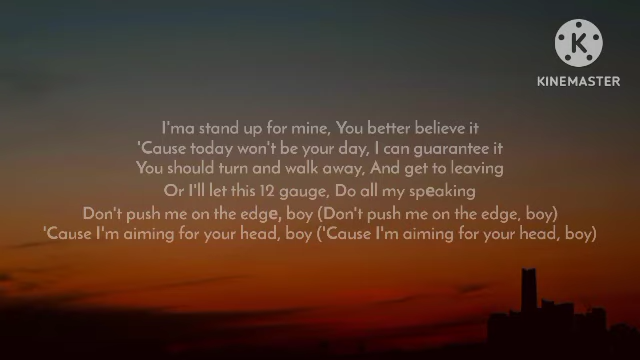 K
KINEMASTER
I'ma stand up for mine, You better believe it
'Cause today won't be your day, I can guarantee it
You should turn and walk away, And get to leaving
Or I'll let this 12 gauge, Do all my speaking
Don't push me on the edge, boy (Don't push me on the edge, boy)
'Cause I'm aiming for your head, boy ('Cause I'm aiming for your head, boy)